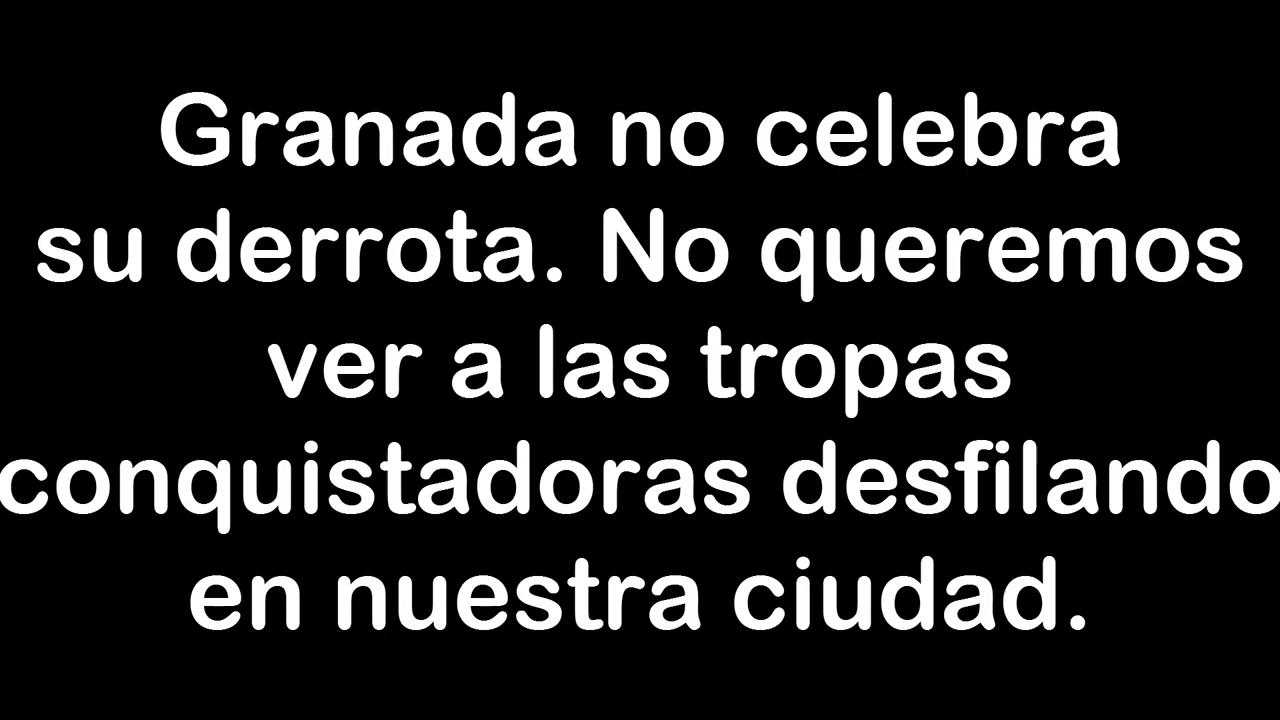 Granada no celebra
su derrota. No queremos
ver a las tropas
conquistadoras desfilando
en nuestra ciudad.